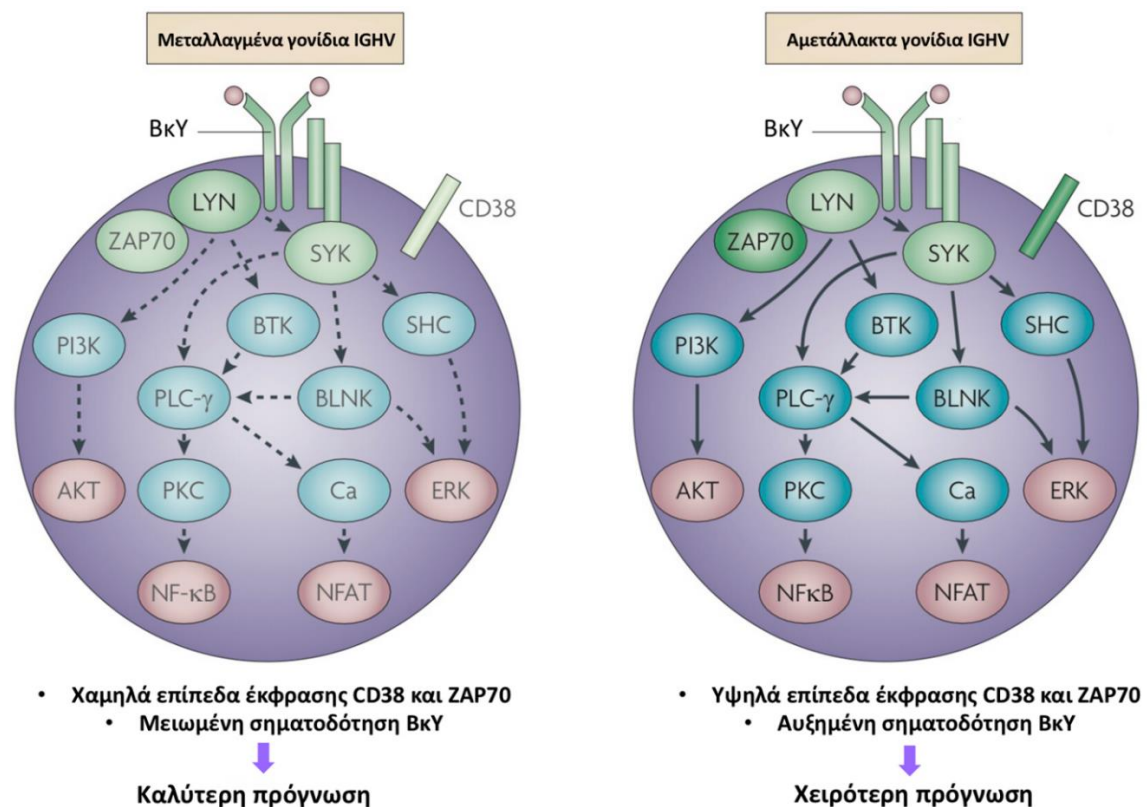 Μεταλλαγμένα γονίδια IGHV
ΒκΥ
LYN
ZAP70
SYK
CD38
PI3K
BTK
SHC
PLC-γ
BLNK
AKT
PKC
Ca
ERK
NF-κB
NFAT
• Χαμηλά επίπεδα έκφρασης CD38 και ZAP70
• Μειωμένη σηματοδότηση ΒκΥ
Καλύτερη πρόγνωση
Αμετάλλακτα γονίδια IGHV
ΒκΥ
LYN
ZAP70
SYK
CD38
PI3K
BTK
SHC
PLC-γ
BLNK
AKT
PKC
Ca
ERK
NFκB
NFAT
• Υψηλά επίπεδα έκφρασης CD38 και ZAP70
• Αυξημένη σηματοδότηση ΒκΥ
Χειρότερη πρόγνωση